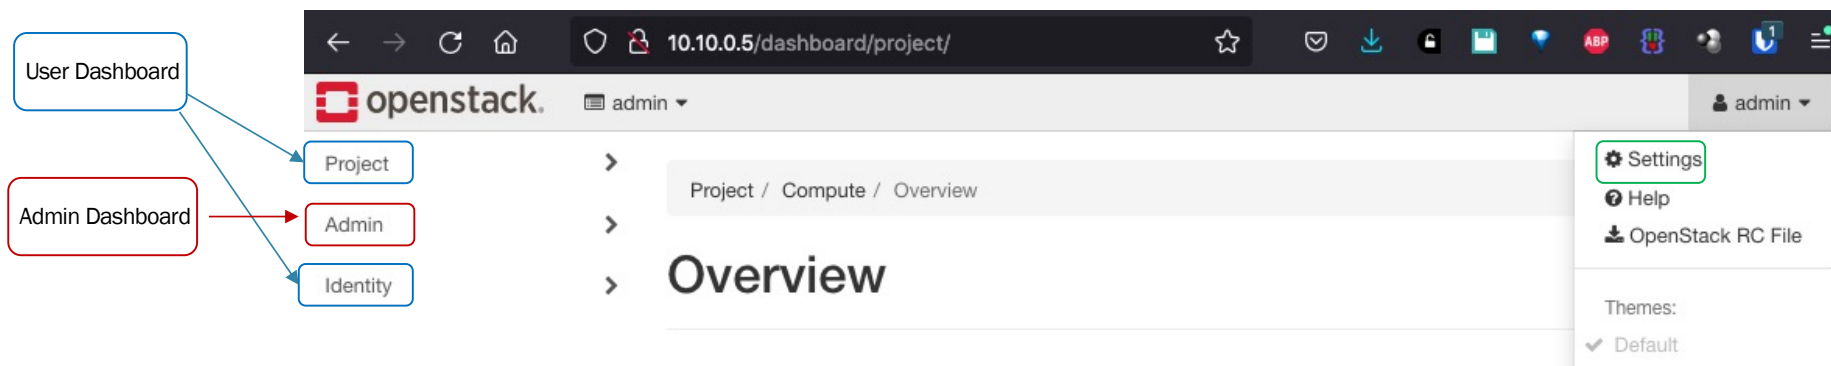 User Dashboard
Admin Dashboard
10.10.0.5/dashboard/project/
ABP
1
openstack.
admin
admin
Project
Admin
Identity
Project / Compute / Overview
Overview
Settings
Help
OpenStack RC File
Themes:
Default